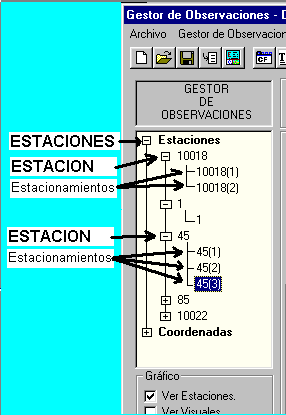 Gestor de Observaciones - D
Archivo Gestor de Observacion
CF T
GESTOR
DE
OBSERVACIONES
ESTACIONES
Estaciones
ESTACION
10018
Estacionamientos
10018(1)
10018(2)
1
1
ESTACION
45
Estacionamientos
45(1)
45(2)
45(3)
85
10022
Coordenadas
Gráfico
Ver Estaciones.
Ver Visuales